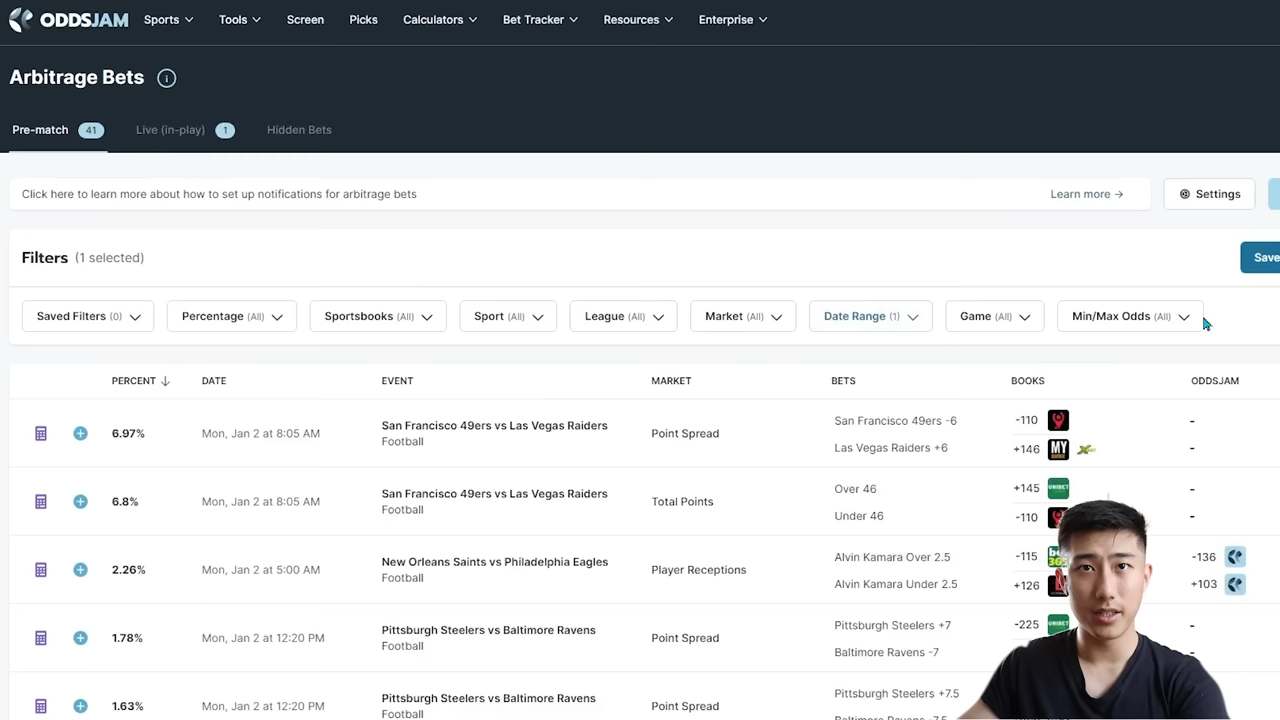 ODDSJAM Sports Tools Screen Picks Calculators Bet Tracker Resources Enterprise
Arbitrage Bets i
Pre-match 41 Live (in-play) 1 Hidden Bets
Click here to learn more about how to set up notifications for arbitrage bets Learn more → Settings
Filters (1 selected) Save
Saved Filters (0) Percentage (All) Sportsbooks (All) Sport (All) League (All) Market (All) Date Range (1) Game (All) Min/Max Odds (All)
PERCENT ↓ DATE EVENT MARKET BETS BOOKS ODDSJAM
6.97% Mon, Jan 2 at 8:05 AM San Francisco 49ers vs Las Vegas Raiders Point Spread San Francisco 49ers -6 -110 -
Football Las Vegas Raiders +6 +146 MY -
6.8% Mon, Jan 2 at 8:05 AM San Francisco 49ers vs Las Vegas Raiders Total Points Over 46 +145 UNIBET -
Football Under 46 -110 -
2.26% Mon, Jan 2 at 5:00 AM New Orleans Saints vs Philadelphia Eagles Player Receptions Alvin Kamara Over 2.5 -115 -136
Football Alvin Kamara Under 2.5 +126 +103
1.78% Mon, Jan 2 at 12:20 PM Pittsburgh Steelers vs Baltimore Ravens Point Spread Pittsburgh Steelers +7 -225 UNIBET -
Football Baltimore Ravens -7 -
1.63% Mon, Jan 2 at 12:20 PM Pittsburgh Steelers vs Baltimore Ravens Point Spread Pittsburgh Steelers +7.5 -
Football Baltimore Ravens -7.5